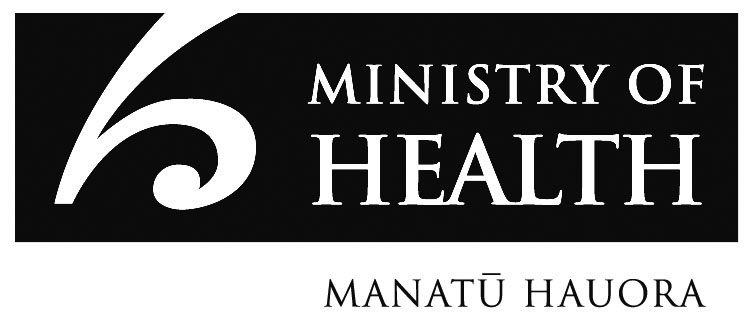 MINISTRY OF
HEALTH
MANATŪ HAUORA